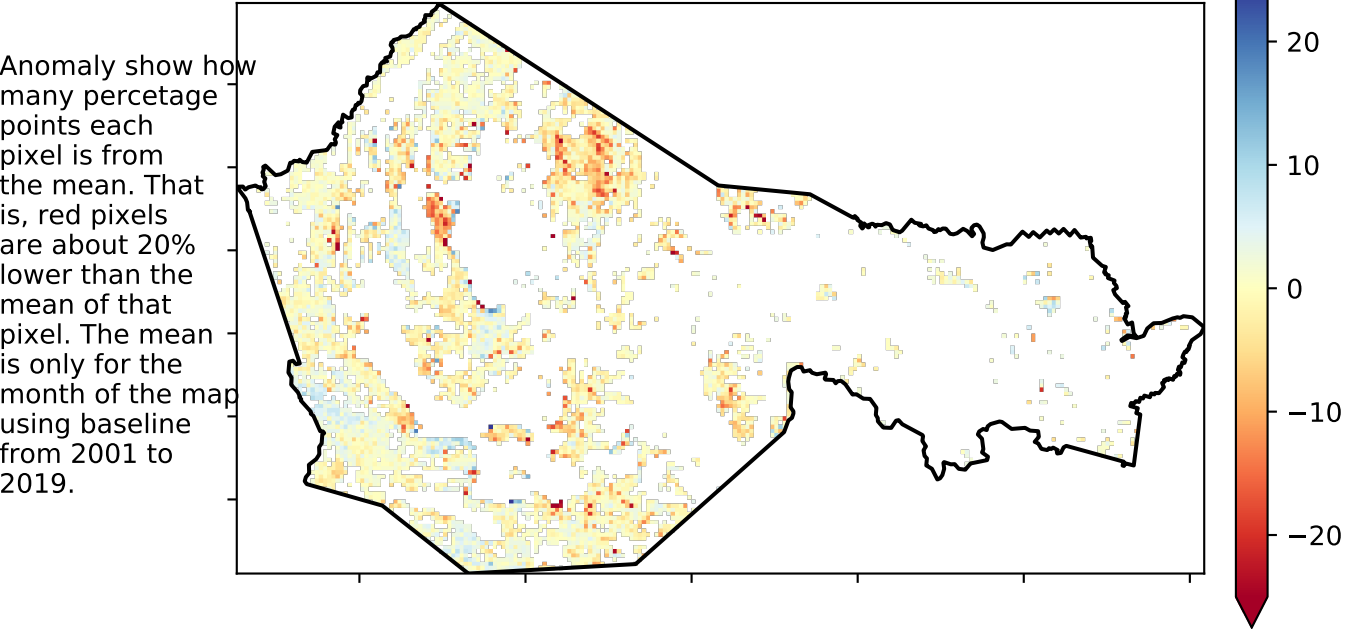 Anomaly show how
many percetage
points each
pixel is from
the mean. That
is, red pixels
are about 20%
lower than the
mean of that
pixel. The mean
is only for the
month of the map
using baseline
from 2001 to
2019.
20
10
0
−10
−20